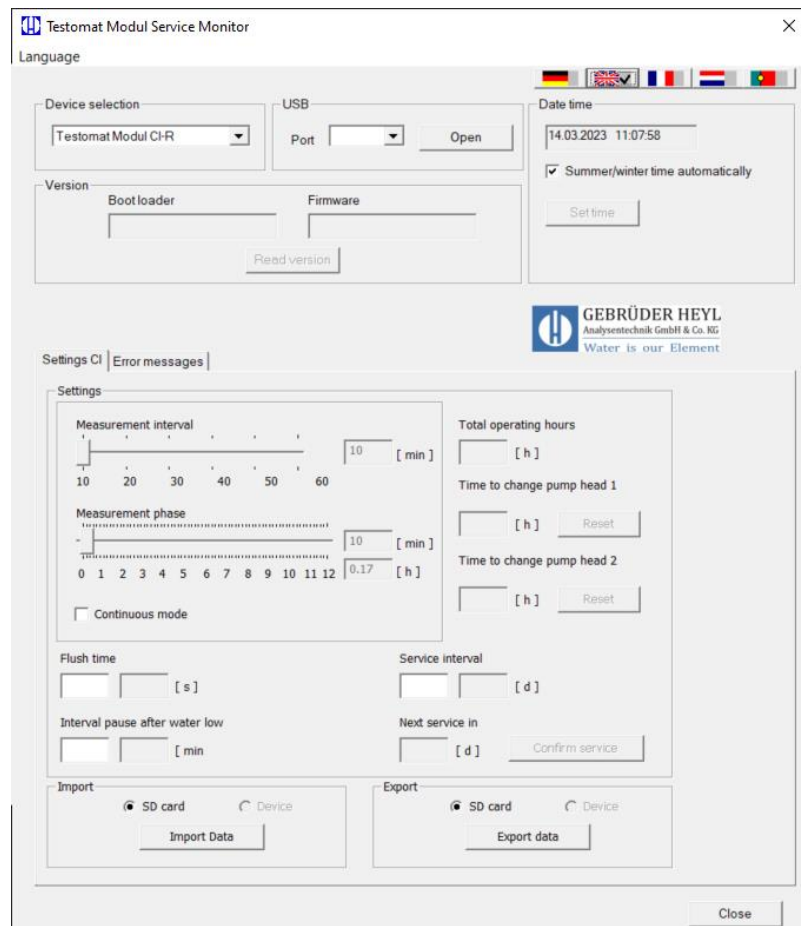 Testomat Modul Service Monitor
Language
Device selection
Testomat Modul Cl-R
USB
Port
Open
Date time
14.03.2023 11:07:58
Summer/winter time automatically
Set time
Version
Boot loader
Firmware
Read version
GEBRÜDER HEYL
Analysentechnik GmbH & Co. KG
Water is our Element
Settings Cl
Error messages
Settings
Measurement interval
10
[ min ]
10 20 30 40 50 60
Measurement phase
10
[ min ]
0 1 2 3 4 5 6 7 8 9 10 11 12
0.17
[ h ]
Continuous mode
Total operating hours
[ h ]
Time to change pump head 1
[ h ]
Reset
Time to change pump head 2
[ h ]
Reset
Flush time
[ s ]
Service interval
[ d ]
Interval pause after water low
[ min
Next service in
[ d ]
Confirm service
Import
SD card
Device
Import Data
Export
SD card
Device
Export data
Close